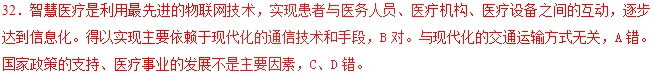 32．智慧医疗是利用最先进的物联网技术，实现患者与医务人员、医疗机构、医疗设备之间的互动，逐步
达到信息化。得以实现主要依赖于现代化的通信技术和手段，B 对。与现代化的交通运输方式无关，A 错。
国家政策的支持、医疗事业的发展不是主要因素，C、D 错。